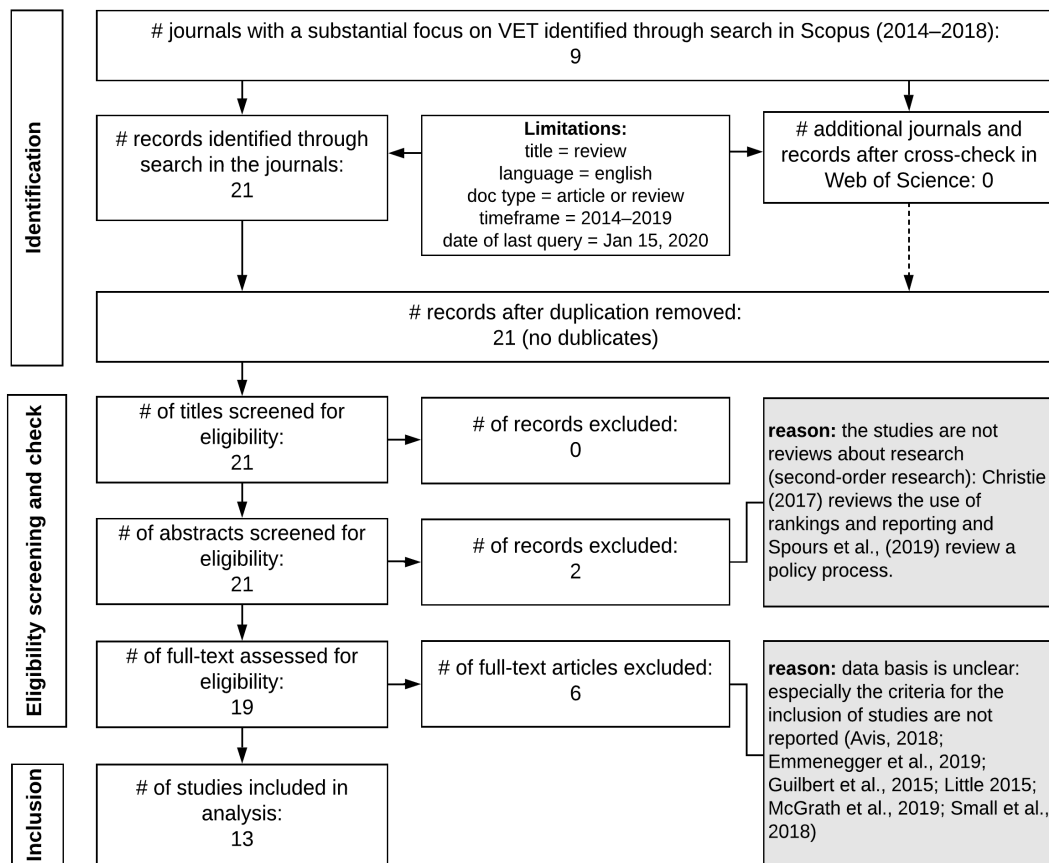 Identification
# journals with a substantial focus on VET identified through search in Scopus (2014–2018):
9
# records identified through
search in the journals:
21
Limitations:
title = review
language = english
doc type = article or review
timeframe = 2014–2019
date of last query = Jan 15, 2020
# additional journals and
records after cross-check in
Web of Science: 0
# records after duplication removed:
21 (no dublicates)
Eligibility screening and check
# of titles screened for
eligibility:
21
# of records excluded:
0
# of abstracts screened for
eligibility:
21
# of records excluded:
2
reason: the studies are not
reviews about research
(second-order research): Christie
(2017) reviews the use of
rankings and reporting and
Spours et al., (2019) review a
policy process.
# of full-text assessed for
eligibility:
19
# of full-text articles excluded:
6
reason: data basis is unclear:
especially the criteria for the
inclusion of studies are not
reported (Avis, 2018;
Emmenegger et al., 2019;
Guilbert et al., 2015; Little 2015;
McGrath et al., 2019; Small et al.,
2018)
Inclusion
# of studies included in
analysis:
13